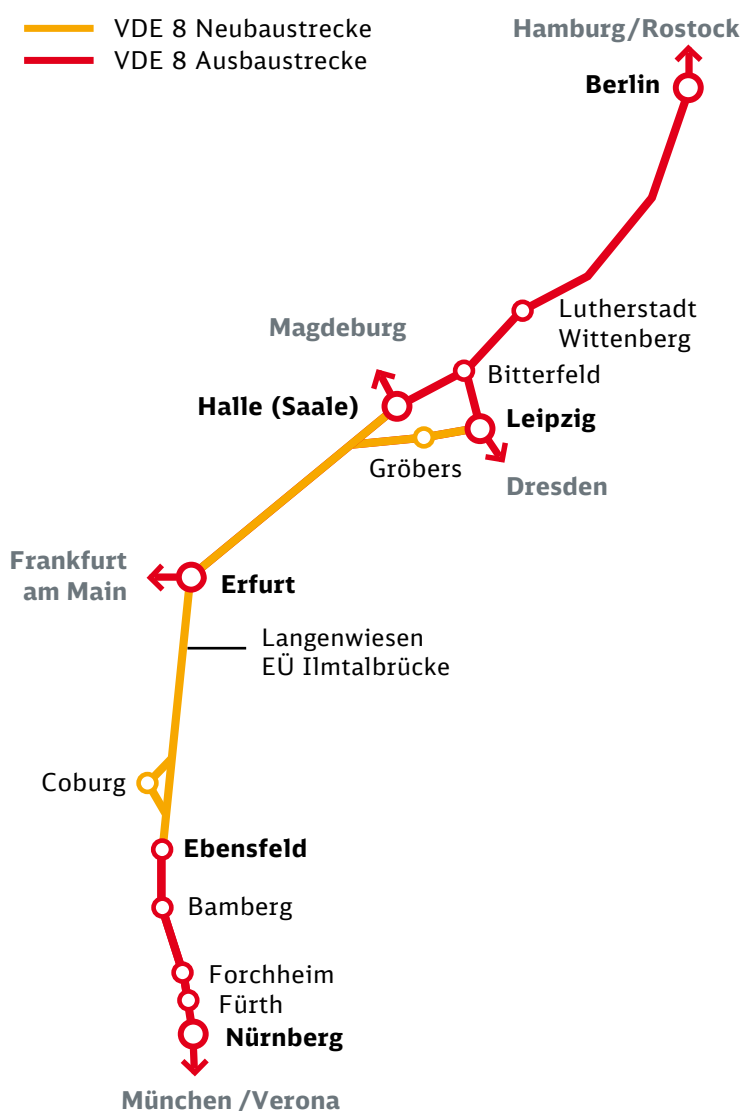 VDE 8 Neubaustrecke
VDE 8 Ausbaustrecke
Hamburg/Rostock
Berlin
Lutherstadt
Wittenberg
Magdeburg
Bitterfeld
Halle (Saale)
Leipzig
Gröbers
Dresden
Frankfurt
am Main
Erfurt
Langenwiesen
EÜ Ilmtalbrücke
Coburg
Ebensfeld
Bamberg
Forchheim
Fürth
Nürnberg
München /Verona